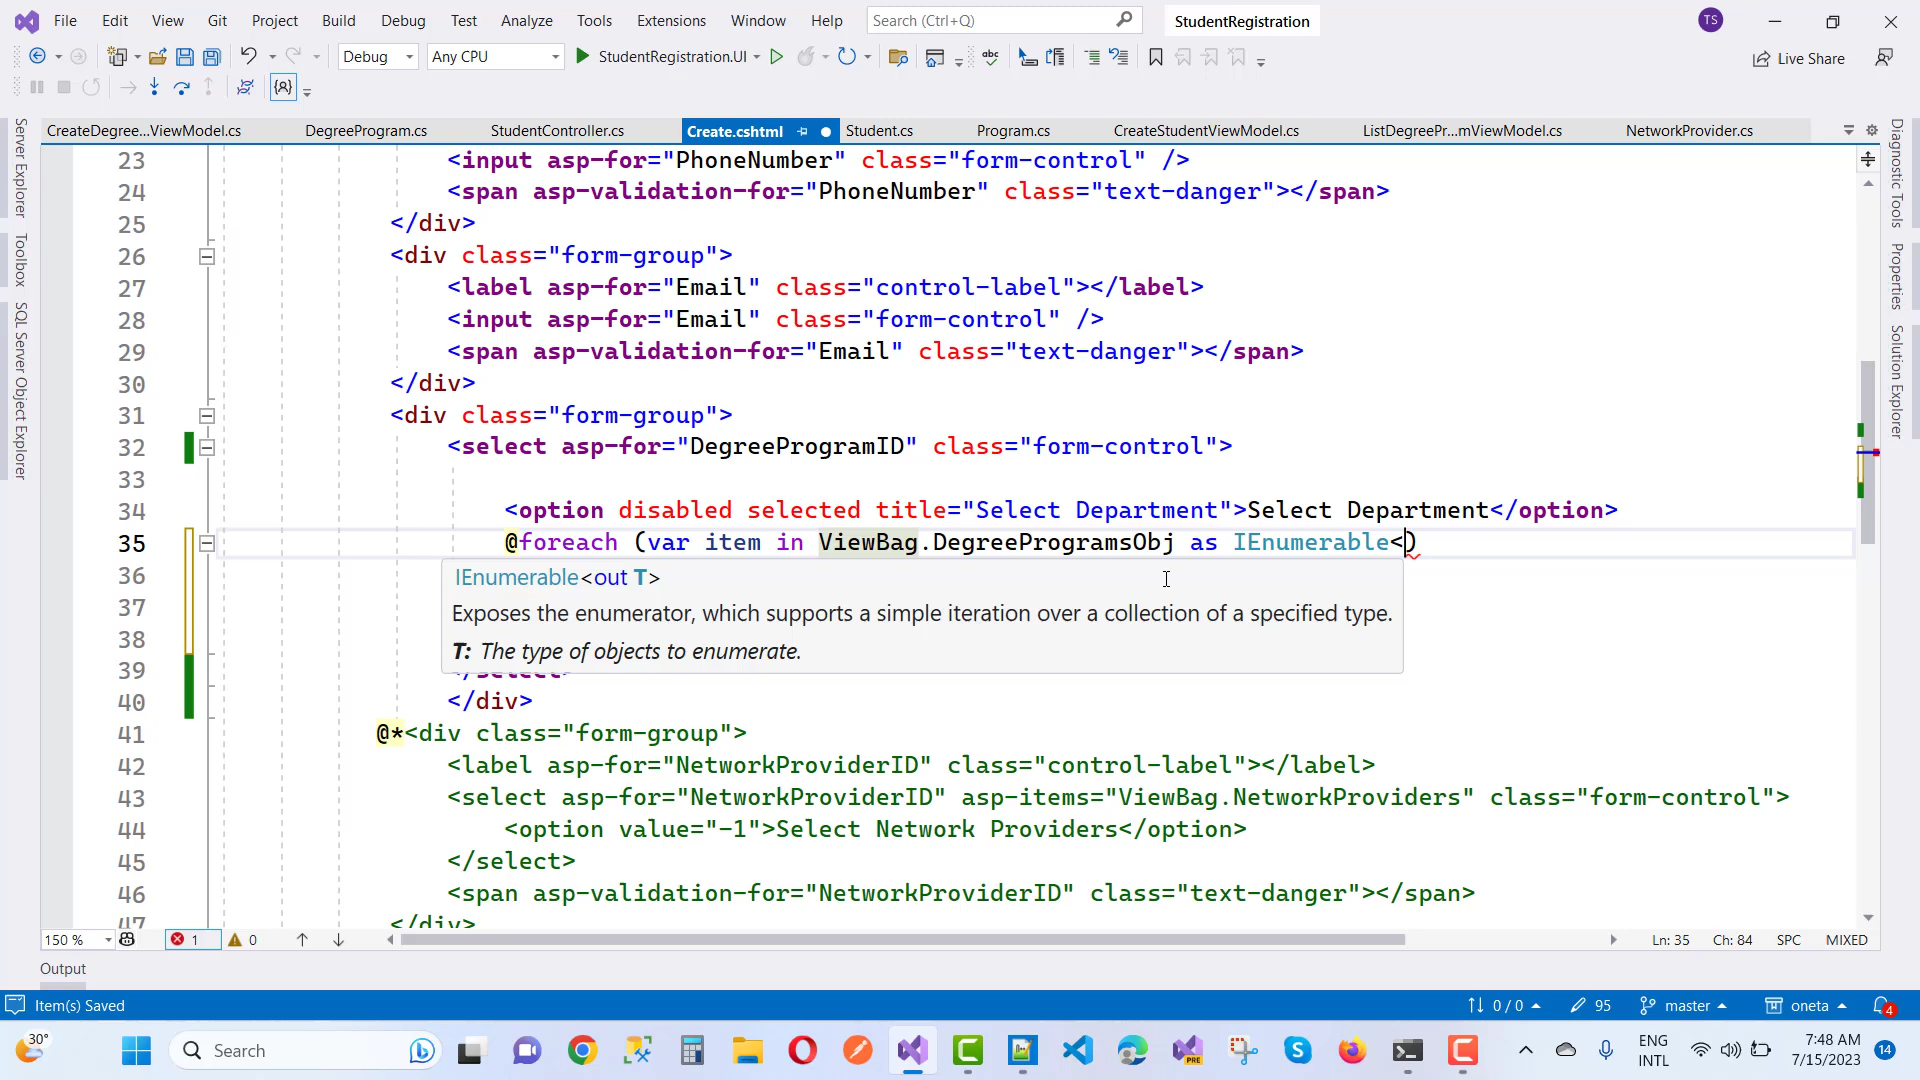 File Edit View Git Project Build Debug Test Analyze Tools Extensions Window Help Search (Ctrl+Q) StudentRegistration TS
Debug Any CPU StudentRegistration.UI Live Share
CreateDegree...ViewModel.cs DegreeProgram.cs StudentController.cs Create.cshtml Student.cs Program.cs CreateStudentViewModel.cs ListDegreePr...mViewModel.cs NetworkProvider.cs
Server Explorer
Toolbox
SQL Server Object Explorer
Diagnostic Tools
Properties
Solution Explorer
23 <input asp-for="PhoneNumber" class="form-control" />
24 <span asp-validation-for="PhoneNumber" class="text-danger"></span>
25 </div>
26 <div class="form-group">
27 <label asp-for="Email" class="control-label"></label>
28 <input asp-for="Email" class="form-control" />
29 <span asp-validation-for="Email" class="text-danger"></span>
30 </div>
31 <div class="form-group">
32 <select asp-for="DegreeProgramID" class="form-control">
33
34 <option disabled selected title="Select Department">Select Department</option>
35 @foreach (var item in ViewBag.DegreeProgramsObj as IEnumerable<)
36 IEnumerable<out T>
37 Exposes the enumerator, which supports a simple iteration over a collection of a specified type.
38 T: The type of objects to enumerate.
39 </select>
40 </div>
41 @*<div class="form-group">
42 <label asp-for="NetworkProviderID" class="control-label"></label>
43 <select asp-for="NetworkProviderID" asp-items="ViewBag.NetworkProviders" class="form-control">
44 <option value="-1">Select Network Providers</option>
45 </select>
46 <span asp-validation-for="NetworkProviderID" class="text-danger"></span>
47 </div>
150 % 1 0 Ln: 35 Ch: 84 SPC MIXED
Output
Item(s) Saved 0 / 0 95 master oneta 4
30° Search PRE ENG INTL 7:48 AM 7/15/2023 14